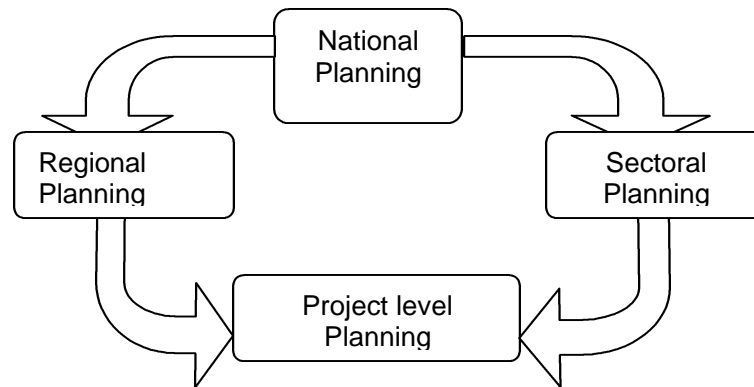 National
Planning
Regional
Planning
Sectoral
Planning
Project level
Planning